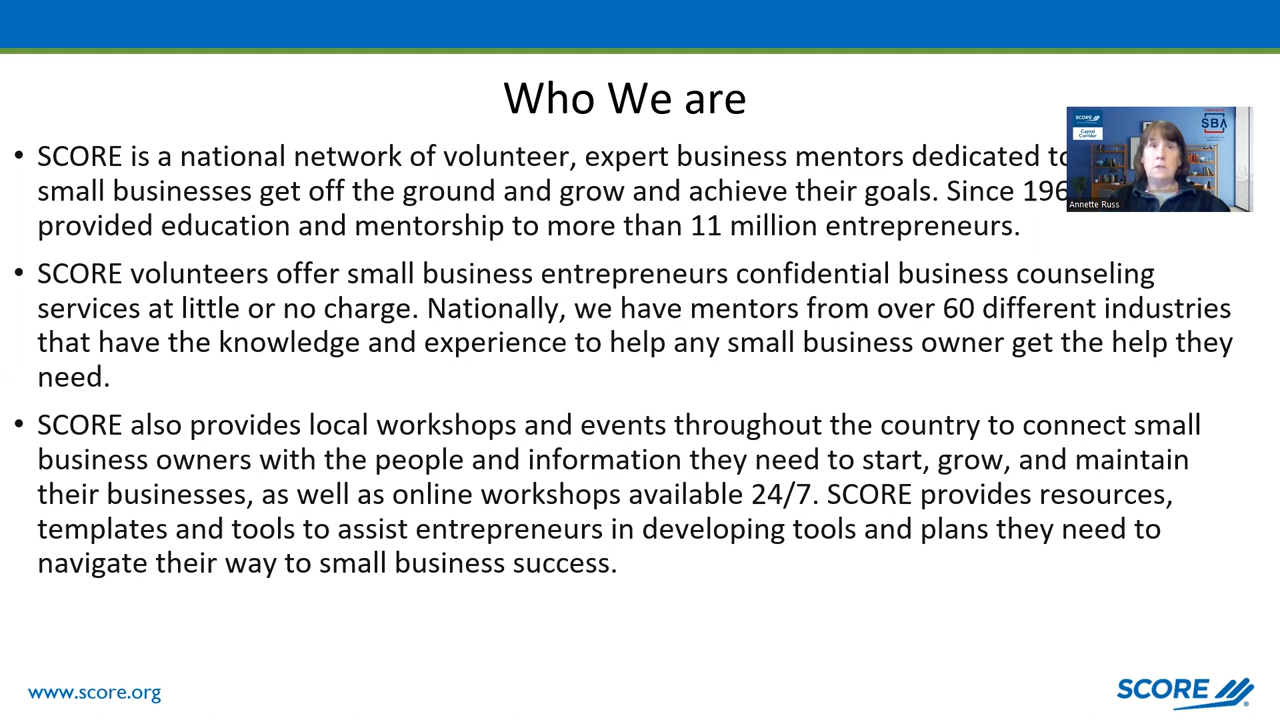 Who We are
• SCORE is a national network of volunteer, expert business mentors dedicated
small businesses get off the ground and grow and achieve their goals. Since
provided education and mentorship to more than 11 million entrepreneurs.
• SCORE volunteers offer small business entrepreneurs confidential business counseling
services at little or no charge. Nationally, we have mentors from over 60 different industries
that have the knowledge and experience to help any small business owner get the help they
need.
• SCORE also provides local workshops and events throughout the country to connect small
business owners with the people and information they need to start, grow, and maintain
their businesses, as well as online workshops available 24/7. SCORE provides resources,
templates and tools to assist entrepreneurs in developing tools and plans they need to
navigate their way to small business success.
SCORE
Capital
Corridor
SBA
Annette Russ
www.score.org
SCORE